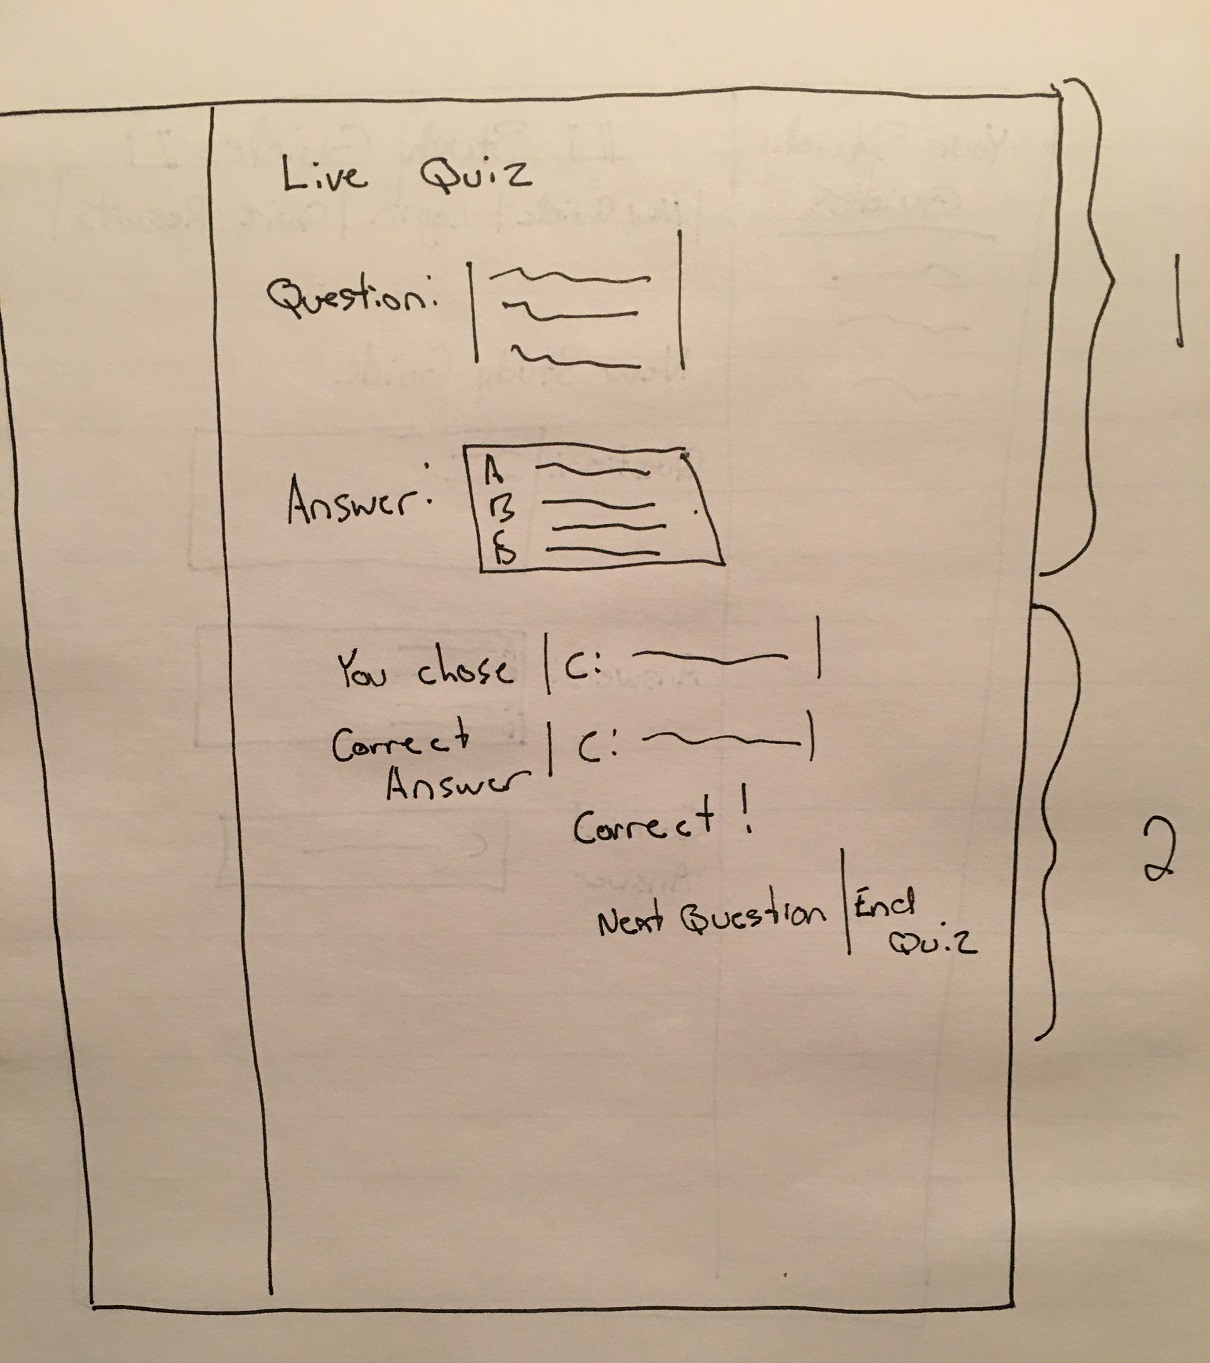 Live Quiz
Question:
Answer:
A
B
You chose | C:
Correct | C:
Answer
Correct!
Next Question | End
Quiz
1
2